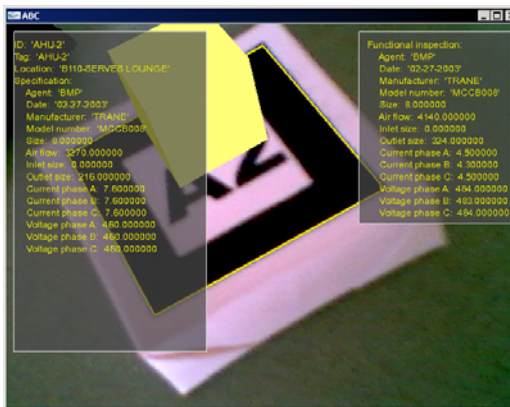 ABC
ID: 'AHU-2'
Tag: 'AHU-2'
Location: 'B110-SERVES LOUNGE'
Specification:
Agent: 'BMP'
Date: '02-27-2003'
Manufacturer: 'TRANE'
Model number: 'MCCB008'
Size: 8.000000
Air flow: 3270.000000
Inlet size: 0.000000
Outlet size: 216.000000
Current phase A: 7.600000
Current phase B: 7.600000
Current phase C: 7.600000
Voltage phase A: 460.000000
Voltage phase B: 460.000000
Voltage phase C: 460.000000
Functional inspection:
Agent: 'BMP'
Date: '02-27-2003'
Manufacturer: 'TRANE'
Model number: 'MCCB008'
Size: 8.000000
Air flow: 4140.000000
Inlet size: 0.000000
Outlet size: 324.000000
Current phase A: 4.500000
Current phase B: 4.300000
Current phase C: 4.500000
Voltage phase A: 484.000000
Voltage phase B: 483.000000
Voltage phase C: 484.000000
A2